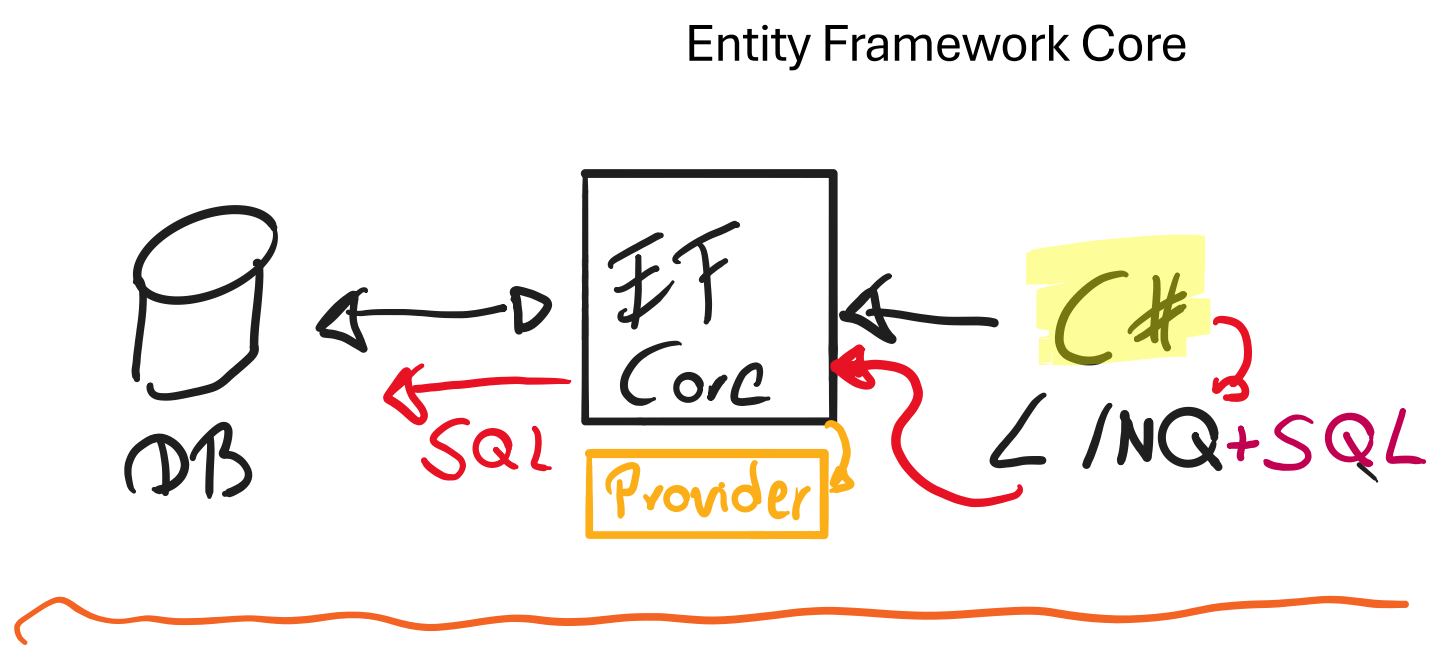 Entity Framework Core
EF
Core
C#
DB
SQL
LINQ+SQL
Provider